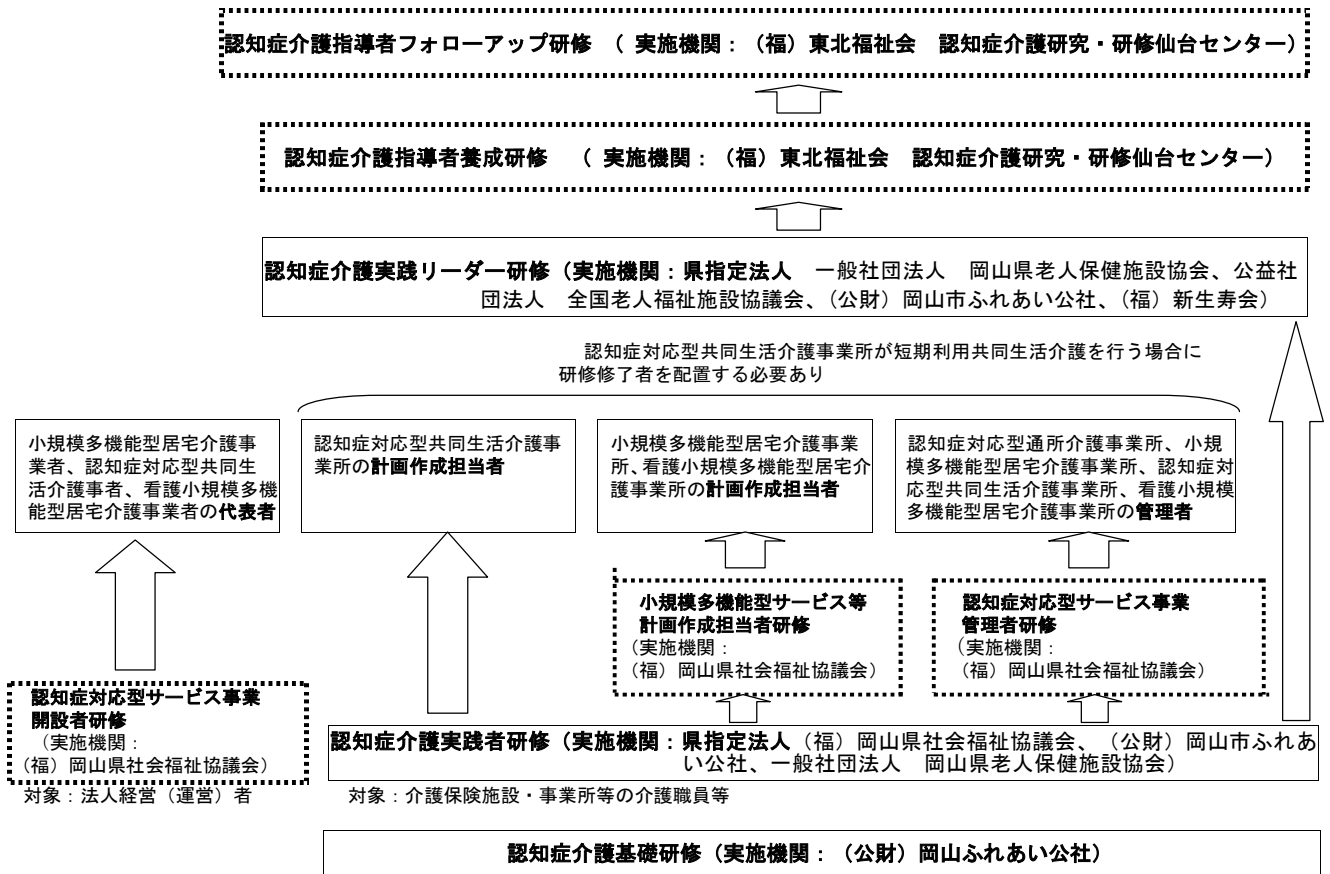 認知症介護指導者フォローアップ研修 （ 実施機関：（福）東北福祉会　認知症介護研究・研修仙台センター）
認知症介護指導者養成研修　（ 実施機関：（福）東北福祉会　認知症介護研究・研修仙台センター）
認知症介護実践リーダー研修（実施機関：県指定法人　一般社団法人　岡山県老人保健施設協会、公益社
団法人　全国老人福祉施設協議会、（公財）岡山市ふれあい公社、（福）新生寿会）
認知症対応型共同生活介護事業所が短期利用共同生活介護を行う場合に
研修修了者を配置する必要あり
小規模多機能型居宅介護事
業者、認知症対応型共同生
活介護事者、看護小規模多機
能型居宅介護事業者の代表者
認知症対応型共同生活介護事
業所の計画作成担当者
小規模多機能型居宅介護事業
所、看護小規模多機能型居宅介
護事業所の計画作成担当者
認知症対応型通所介護事業所、小規
模多機能型居宅介護事業所、認知症対
応型共同生活介護事業所、看護小規模
多機能型居宅介護事業所の管理者
小規模多機能型サービス等
計画作成担当者研修
（実施機関：
（福）岡山県社会福祉協議会）
認知症対応型サービス事業
管理者研修
（実施機関：
（福）岡山県社会福祉協議会）
認知症対応型サービス事業
開設者研修
（実施機関：
（福）岡山県社会福祉協議会）
対象：法人経営（運営）者
認知症介護実践者研修（実施機関：県指定法人（福）岡山県社会福祉協議会、（公財）岡山市ふれあ
い公社、一般社団法人　岡山県老人保健施設協会）
対象：介護保険施設・事業所等の介護職員等
認知症介護基礎研修（実施機関：（公財）岡山ふれあい公社）